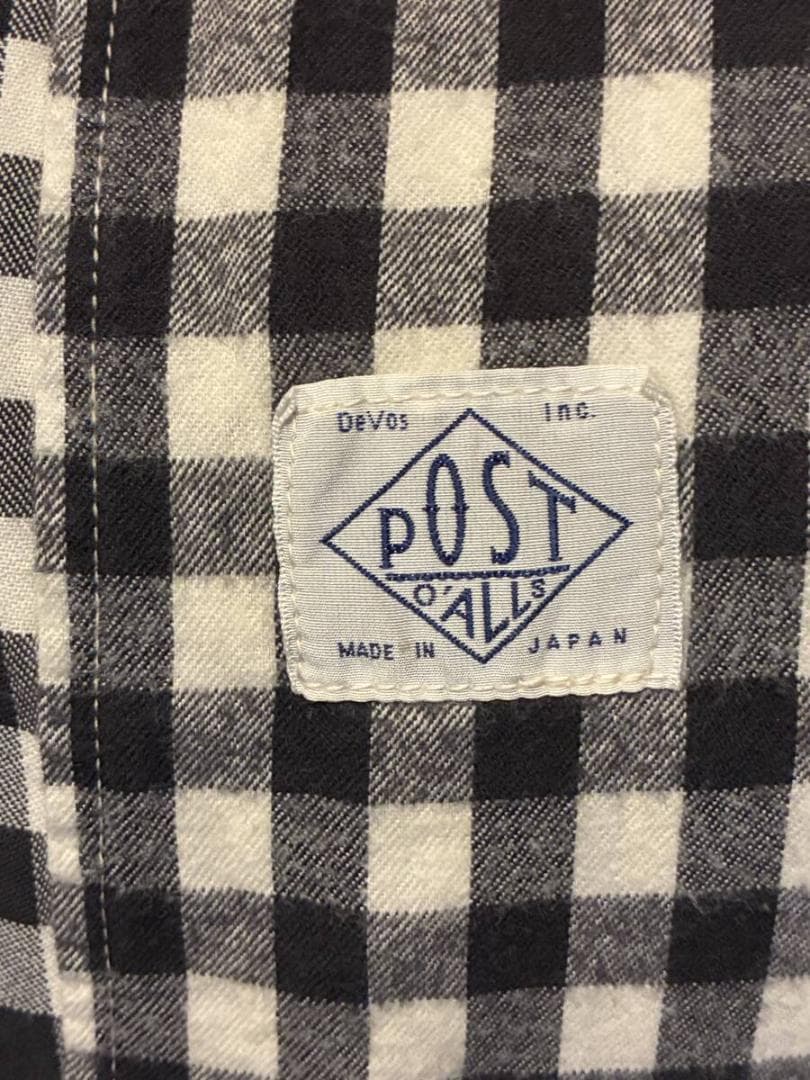 DeVos Inc.
POST
O'ALLS
MADE IN JAPAN